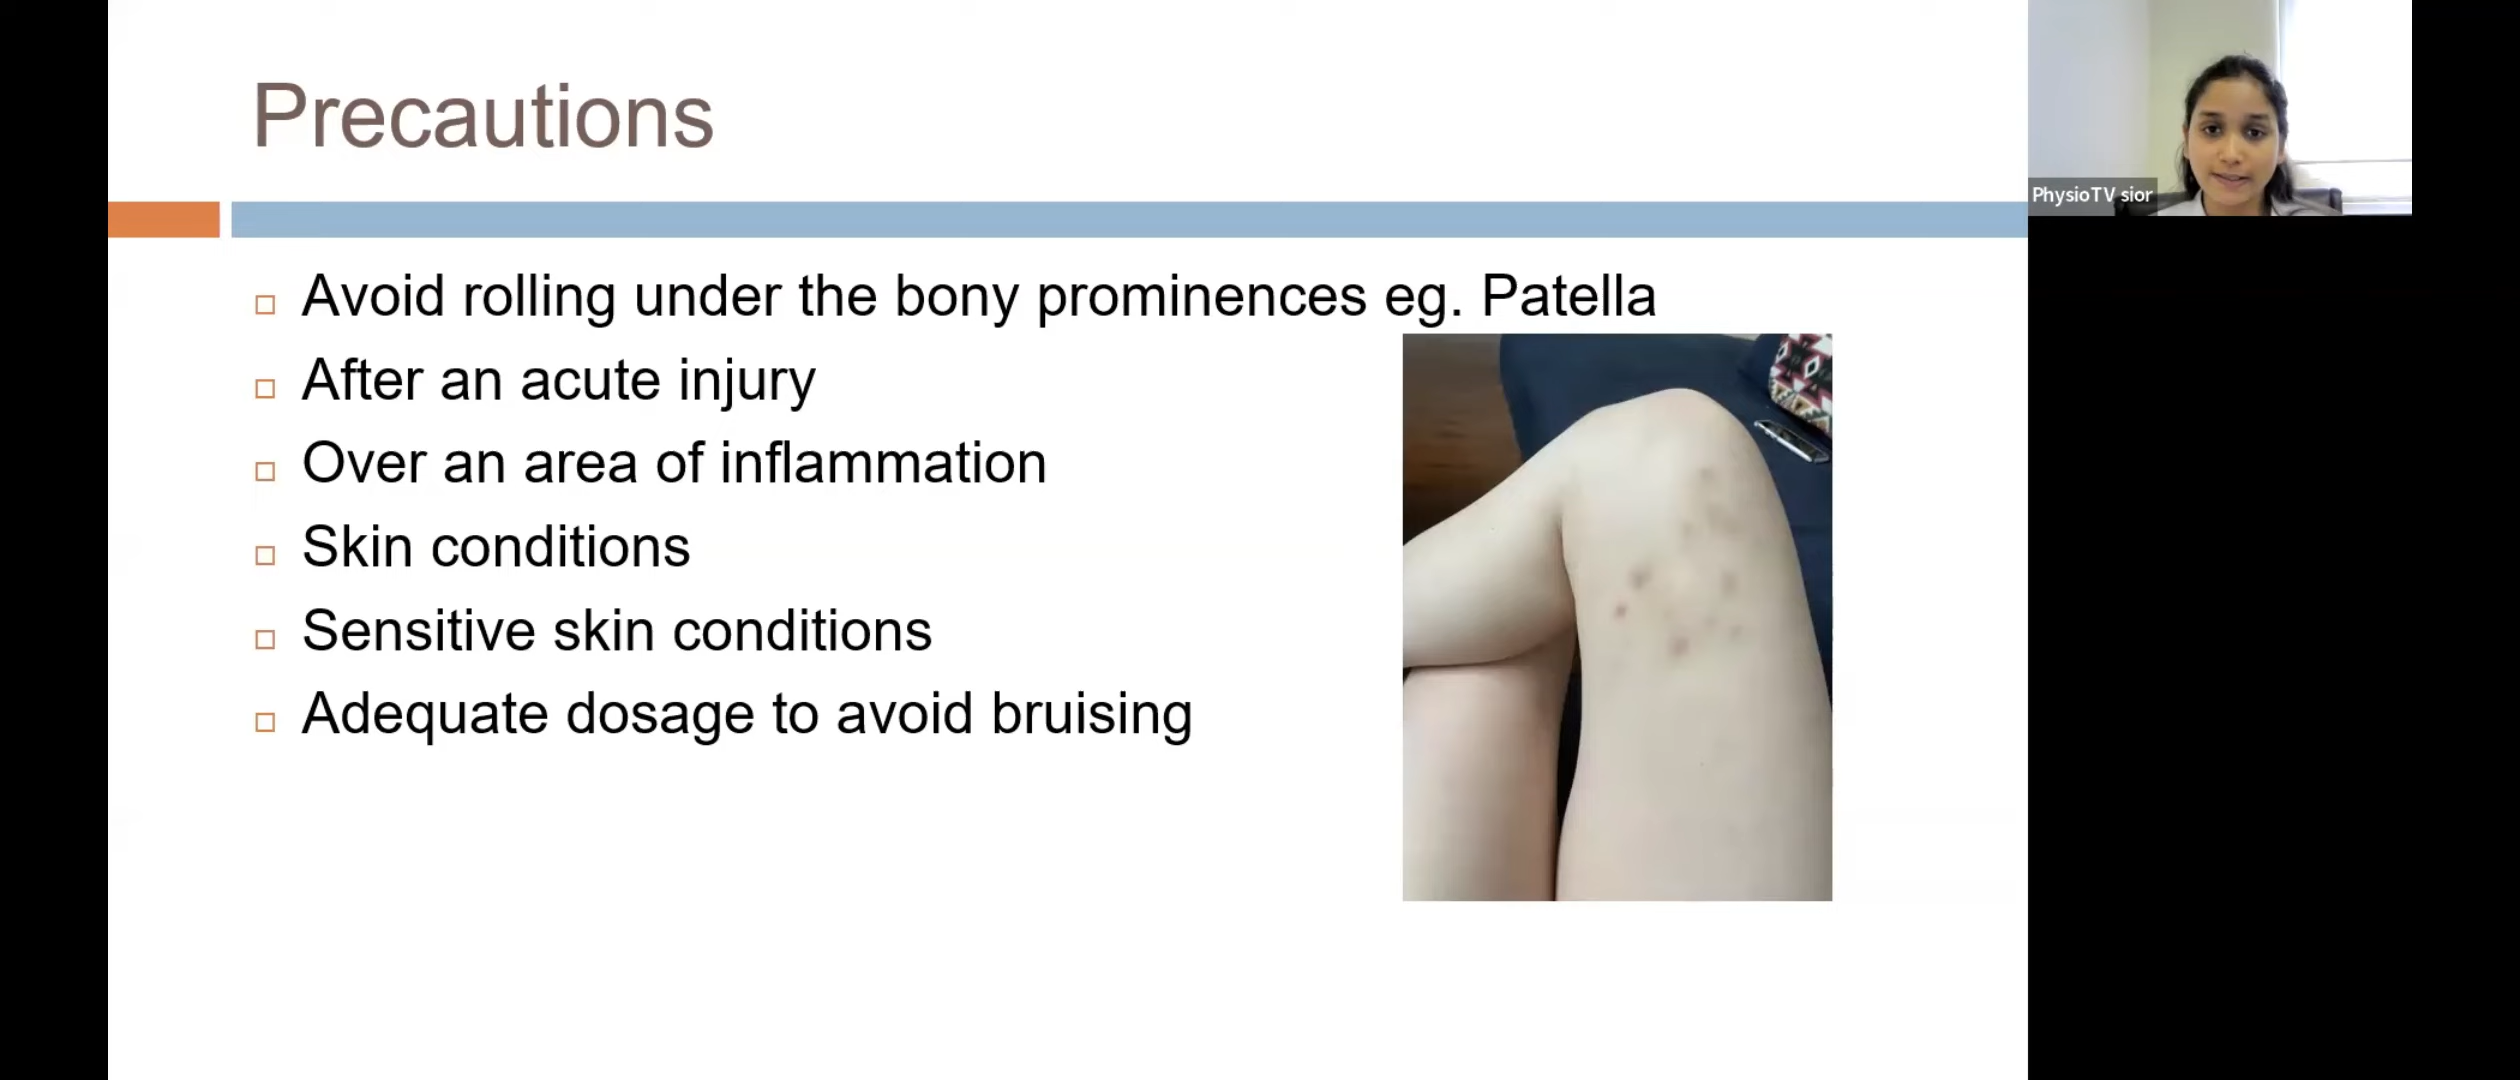 Precautions
PhysioTV sior
Avoid rolling under the bony prominences eg. Patella
After an acute injury
Over an area of inflammation
Skin conditions
Sensitive skin conditions
Adequate dosage to avoid bruising